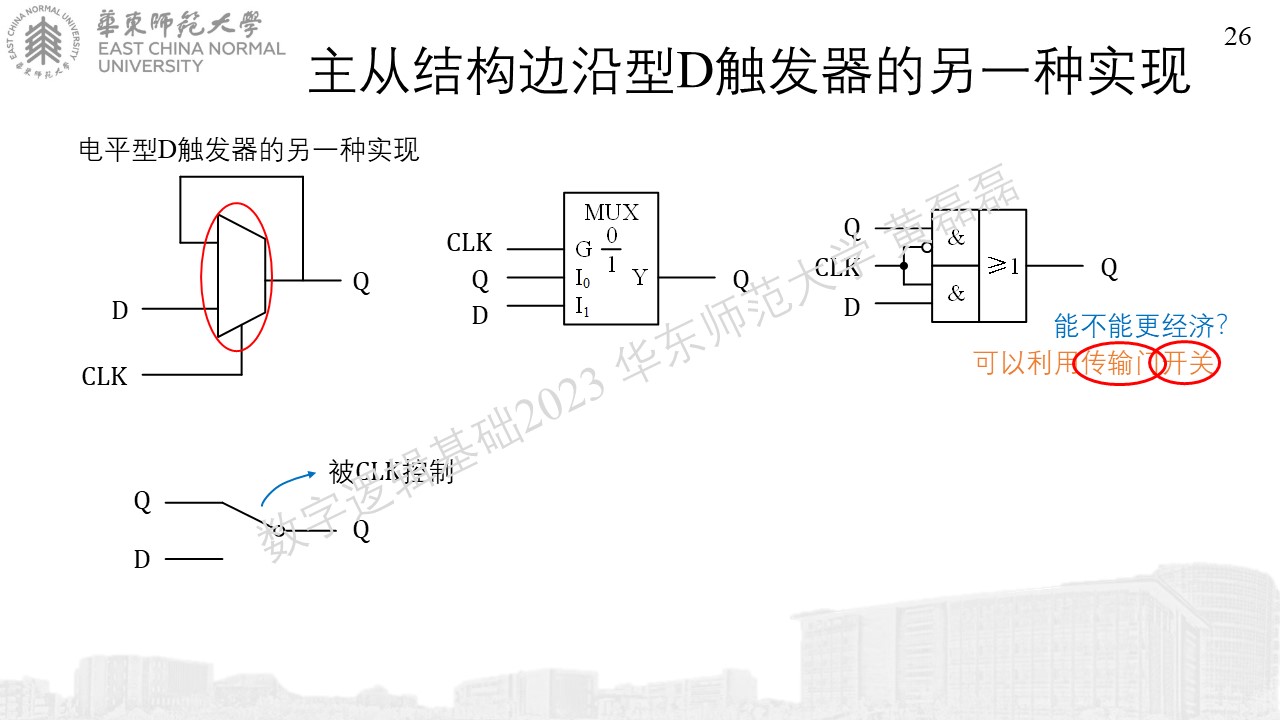 華東師範大學
EAST CHINA NORMAL
UNIVERSITY
26
主从结构边沿型D触发器的另一种实现
电平型D触发器的另一种实现
Q
D
CLK
CLK
Q
D
MUX
G 0/1
I₀
I₁
Y
Q
Q
CLK
D
&
&
≥1
Q
能不能更经济?
可以利用传输门开关
被CLK控制
Q
D
Q
数字逻辑基础2023 华东师范大学 黄磊磊